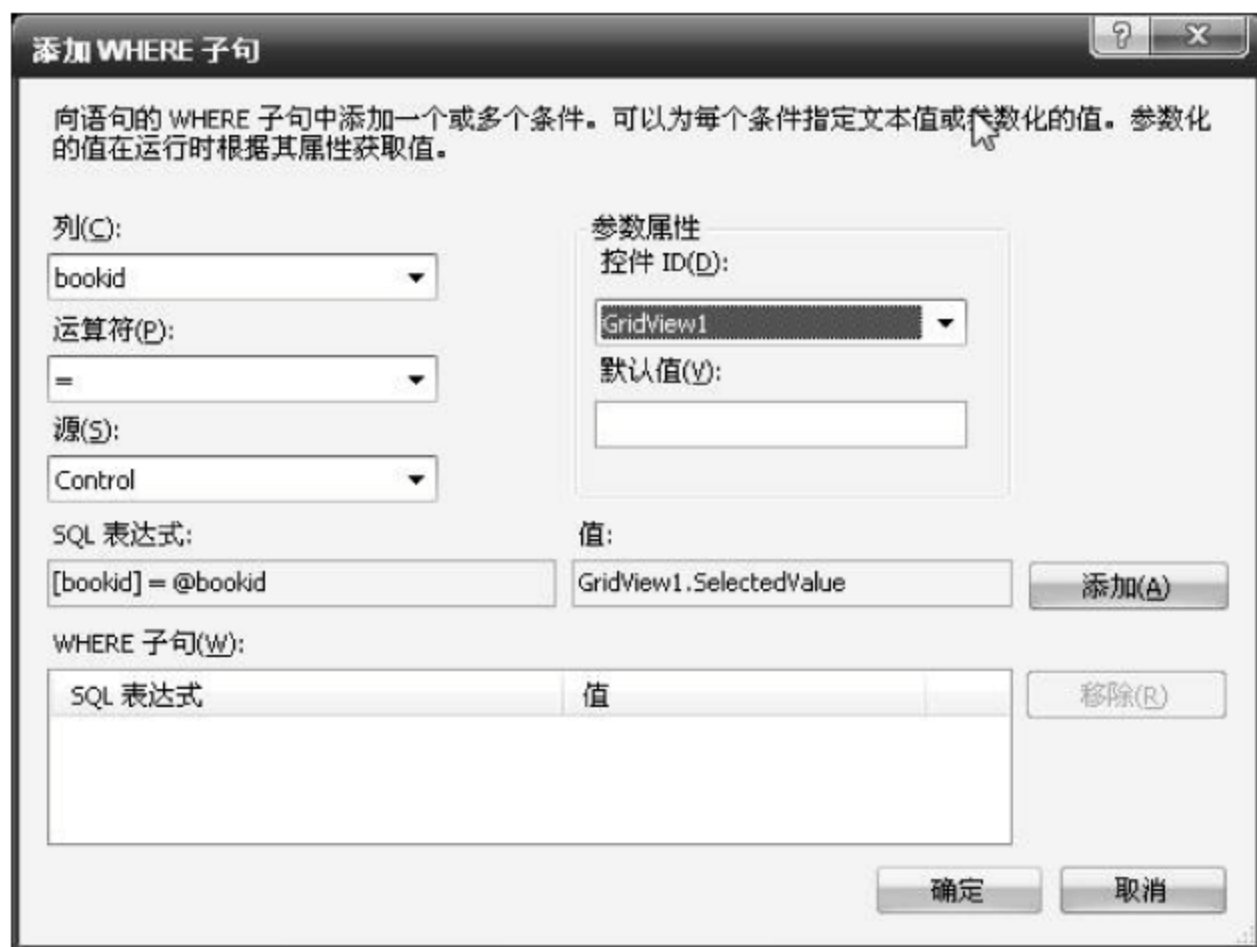 添加 WHERE 子句
向语句的 WHERE 子句中添加一个或多个条件。可以为每个条件指定文本值或参数化的值。参数化
的值在运行时根据其属性获取值。
列(C):
bookid
运算符(P):
=
源(S):
Control
参数属性
控件 ID(D):
GridView1
默认值(V):
SQL 表达式:
[bookid] = @bookid
值:
GridView1.SelectedValue
添加(A)
WHERE 子句(W):
SQL 表达式 值
移除(R)
确定 取消